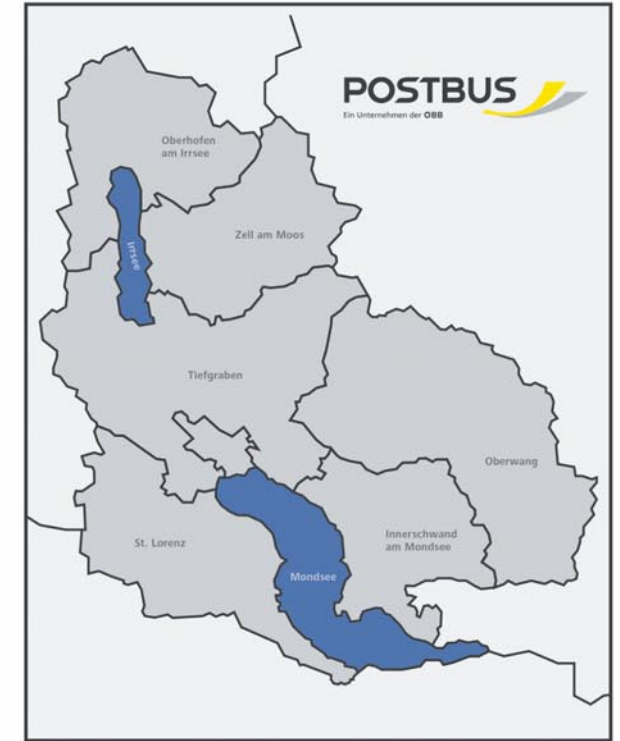 POSTBUS
Ein Unternehmen der ÖBB
Oberhofen
am Irrsee
Zell am Moos
Irrsee
Tiefgraben
Oberwang
St. Lorenz
Innerschwand
am Mondsee
Mondsee